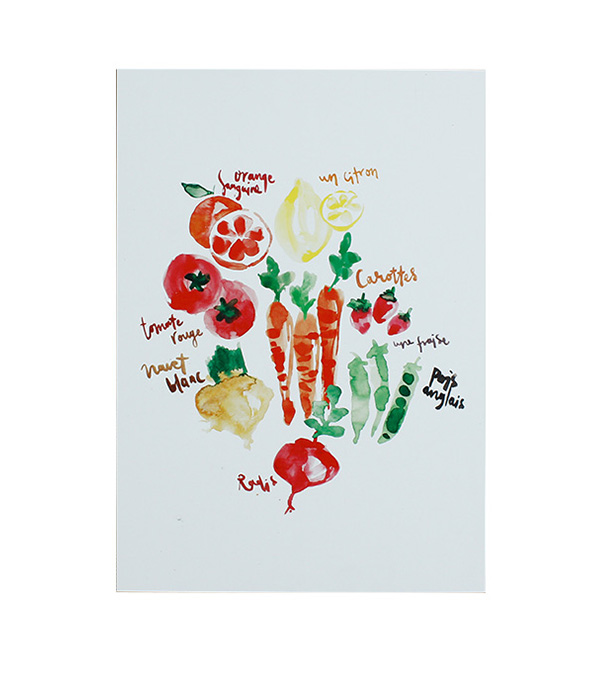 orange
Sanguine
un citron
Carottes
tomate
rouge
une fraise
navet
blanc
Pois
anglais
Radis